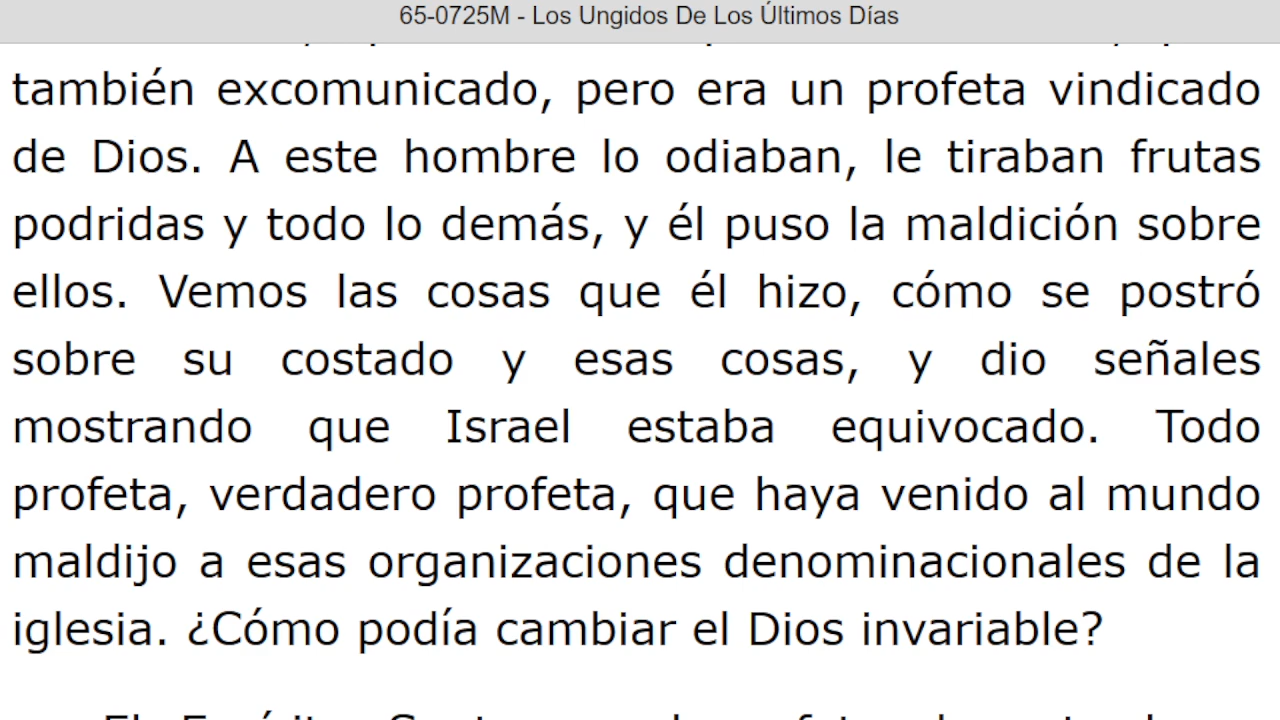 65-0725M - Los Ungidos De Los Últimos Días
también excomunicado, pero era un profeta vindicado
de Dios. A este hombre lo odiaban, le tiraban frutas
podridas y todo lo demás, y él puso la maldición sobre
ellos. Vemos las cosas que él hizo, cómo se postró
sobre su costado y esas cosas, y dio señales
mostrando que Israel estaba equivocado. Todo
profeta, verdadero profeta, que haya venido al mundo
maldijo a esas organizaciones denominacionales de la
iglesia. ¿Cómo podía cambiar el Dios invariable?